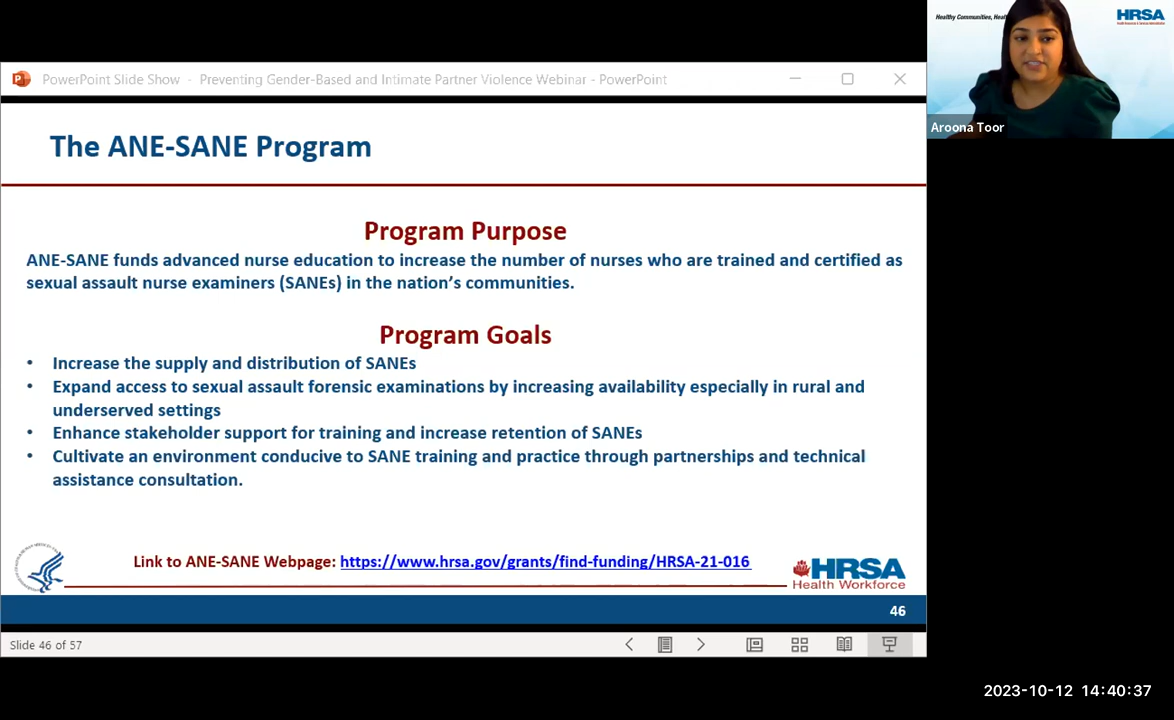 Healthy Communities, Heal
HRSA
PowerPoint Slide Show - Preventing Gender-Based and Intimate Partner Violence Webinar - PowerPoint
Aroona Toor
The ANE-SANE Program
Program Purpose
ANE-SANE funds advanced nurse education to increase the number of nurses who are trained and certified as
sexual assault nurse examiners (SANEs) in the nation’s communities.
Program Goals
• Increase the supply and distribution of SANEs
• Expand access to sexual assault forensic examinations by increasing availability especially in rural and
underserved settings
• Enhance stakeholder support for training and increase retention of SANEs
• Cultivate an environment conducive to SANE training and practice through partnerships and technical
assistance consultation.
Link to ANE-SANE Webpage: https://www.hrsa.gov/grants/find-funding/HRSA-21-016
HRSA
Health Workforce
46
Slide 46 of 57
2023-10-12 14:40:37